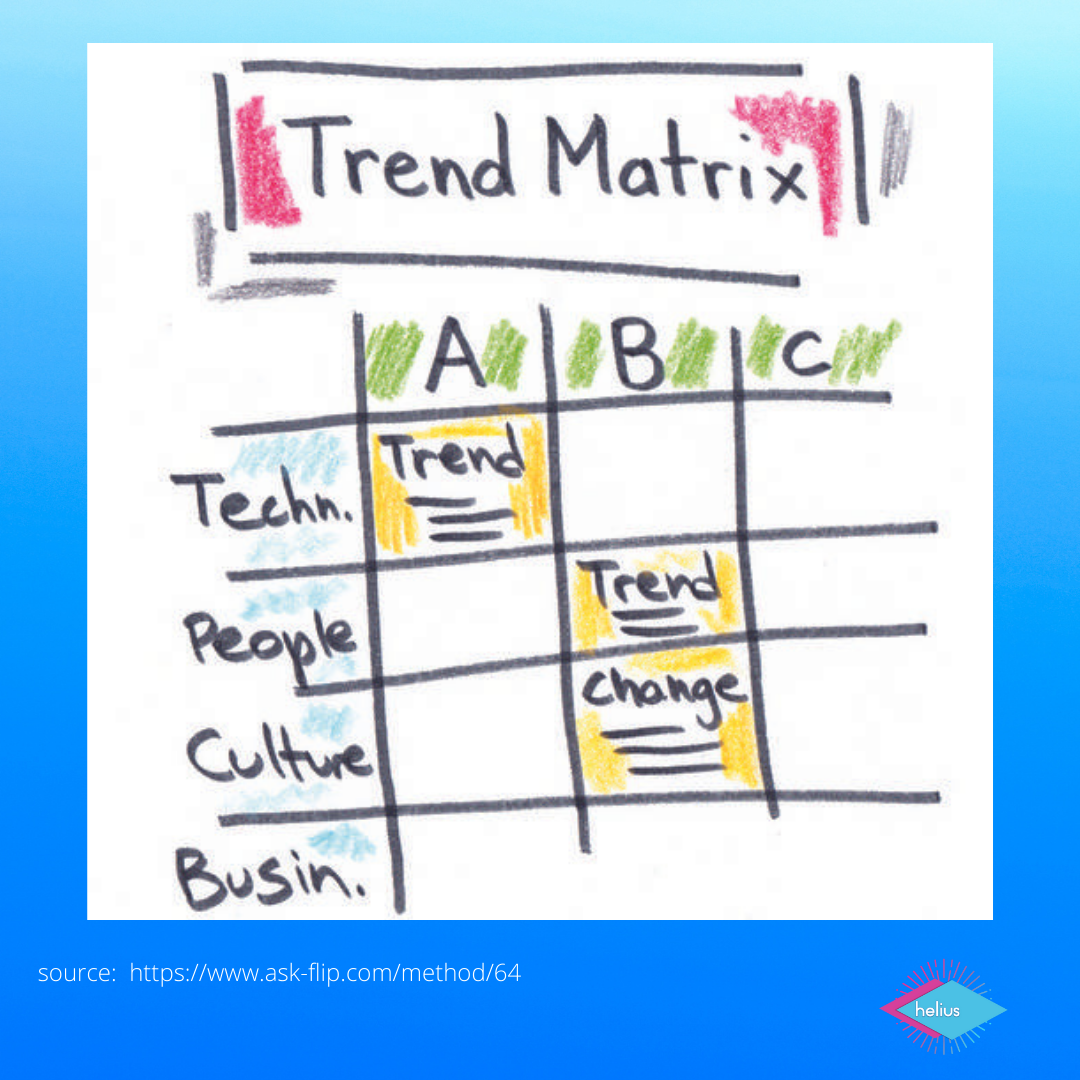 Trend Matrix
A B C
Techn. Trend
People Trend
Culture Change
Busin.
source: https://www.ask-flip.com/method/64
helius